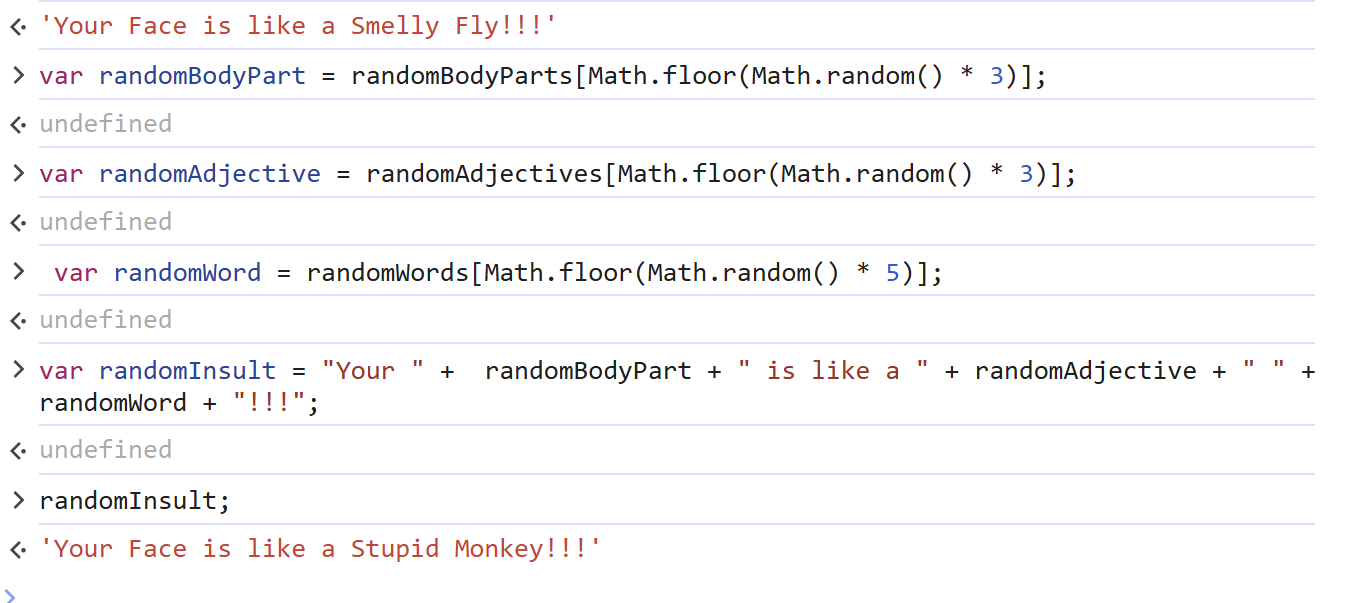 'Your Face is like a Smelly Fly!!!'
var randomBodyPart = randomBodyParts[Math.floor(Math.random() * 3)];
undefined
var randomAdjective = randomAdjectives[Math.floor(Math.random() * 3)];
undefined
var randomWord = randomWords[Math.floor(Math.random() * 5)];
undefined
var randomInsult = "Your " +  randomBodyPart + " is like a " + randomAdjective + " " +
randomWord + "!!!";
undefined
randomInsult;
'Your Face is like a Stupid Monkey!!!'